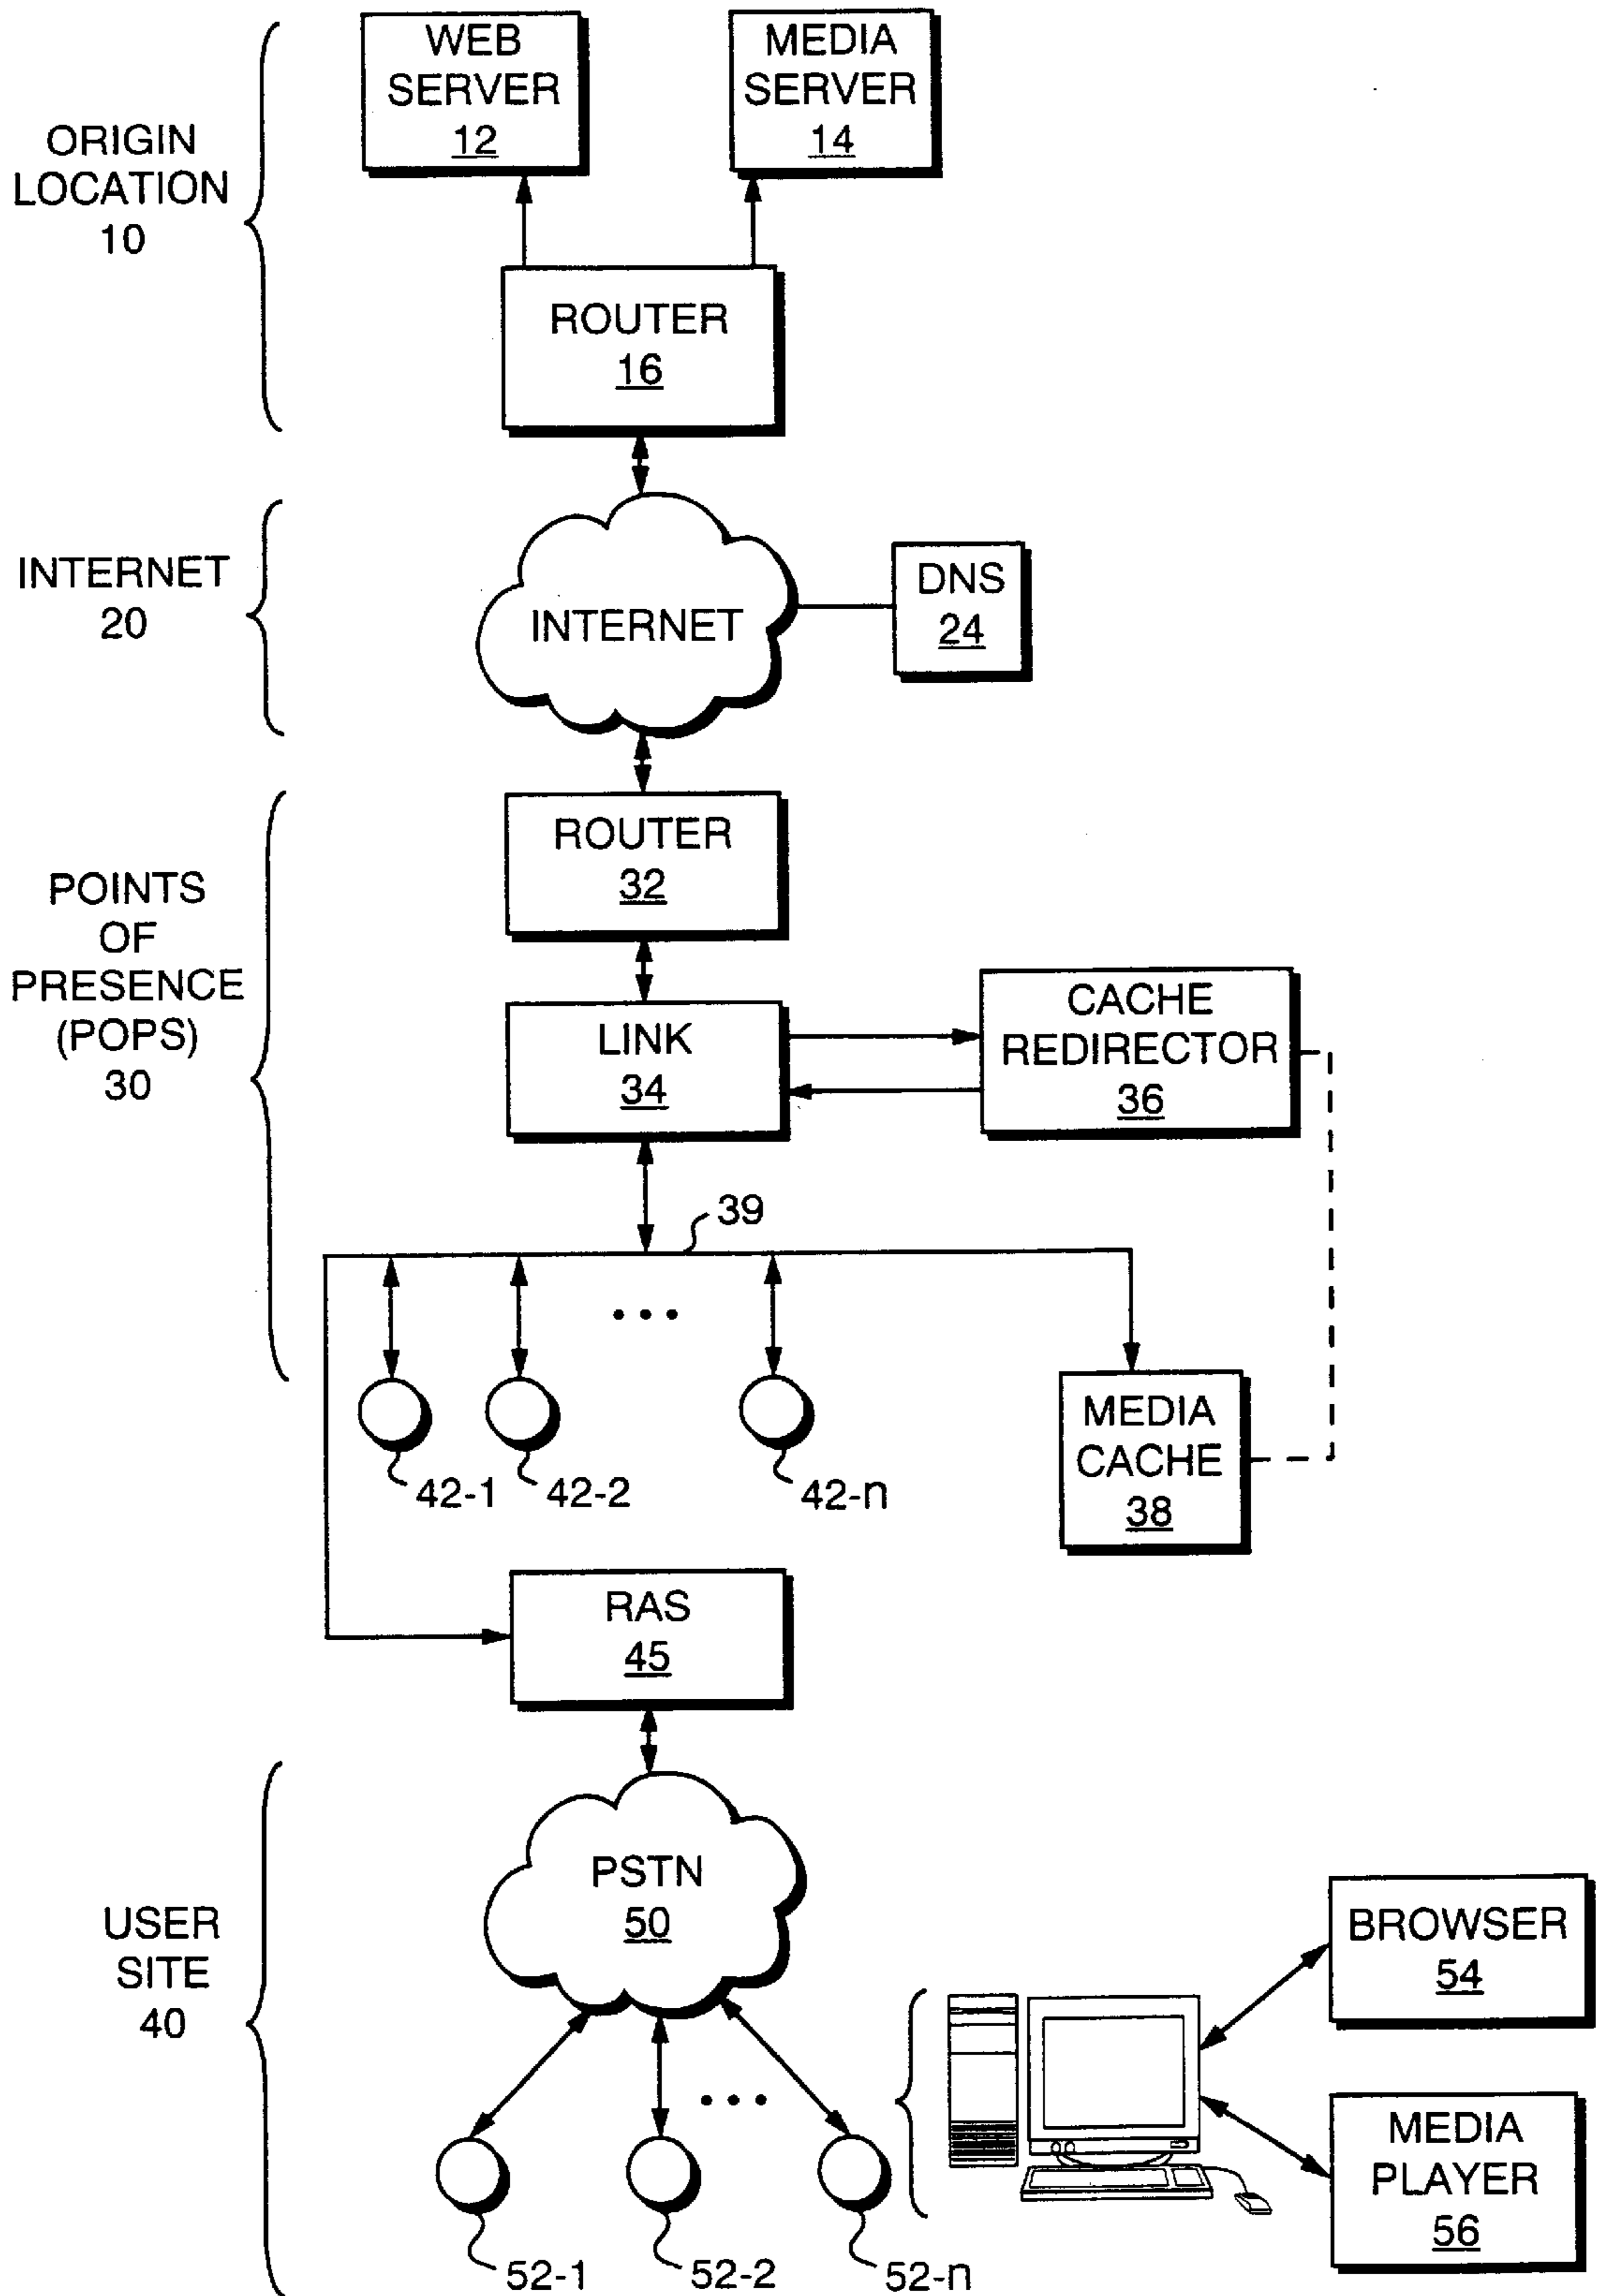 WEB
SERVER
12
MEDIA
SERVER
14
ORIGIN
LOCATION
10
ROUTER
16
INTERNET
20
INTERNET
DNS
24
ROUTER
32
POINTS
OF
PRESENCE
(POPS)
30
LINK
34
CACHE
REDIRECTOR
36
39
...
42-1
42-2
42-n
MEDIA
CACHE
38
RAS
45
PSTN
50
USER
SITE
40
BROWSER
54
...
MEDIA
PLAYER
56
52-1
52-2
52-n